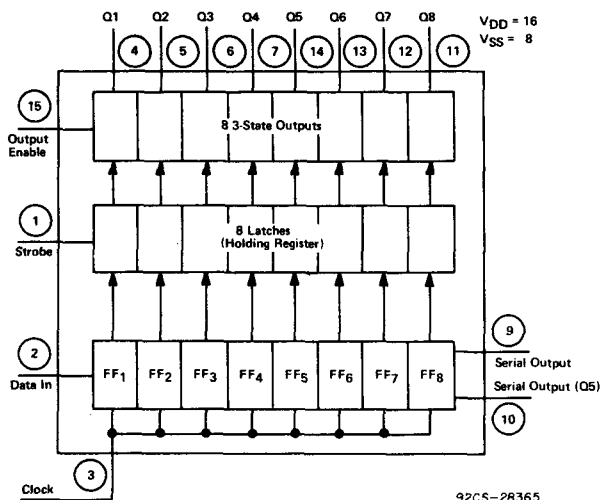 Q1 Q2 Q3 Q4 Q5 Q6 Q7 Q8
VDD = 16
VSS = 8
4 5 6 7 14 13 12 11
15
Output
Enable
8 3-State Outputs
1
Strobe
8 Latches
(Holding Register)
2
Data In
FF1 FF2 FF3 FF4 FF5 FF6 FF7 FF8
9
Serial Output
Serial Output (Q5)
10
3
Clock
92CS-28365